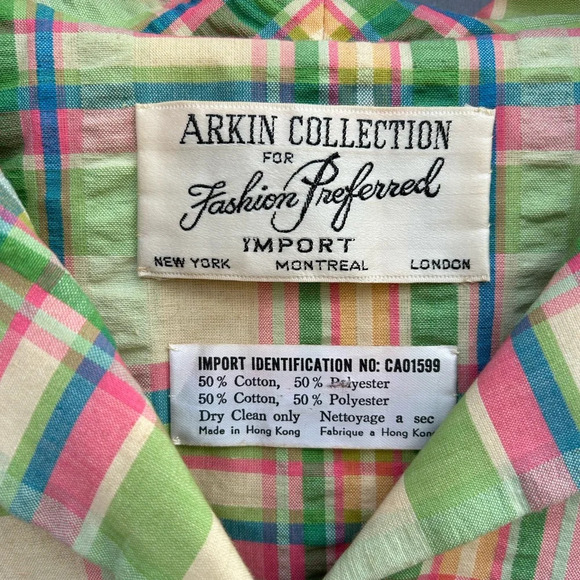 ARKIN COLLECTION
FOR
Fashion Preferred
IMPORT
NEW YORK MONTREAL LONDON
IMPORT IDENTIFICATION NO: CA01599
50% Cotton, 50% Polyester
50% Cotton, 50% Polyester
Dry Clean only Nettoyage a sec
Made in Hong Kong Fabrique a Hong Kong